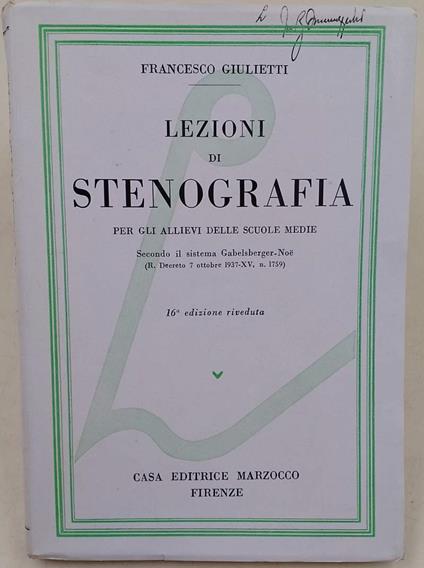 FRANCESCO GIULIETTI
LEZIONI
DI
STENOGRAFIA
PER GLI ALLIEVI DELLE SCUOLE MEDIE
Secondo il sistema Gabelsberger-Noë
(R. Decreto 7 ottobre 1937-XV, n. 1759)
16ª edizione riveduta
CASA EDITRICE MARZOCCO
FIRENZE